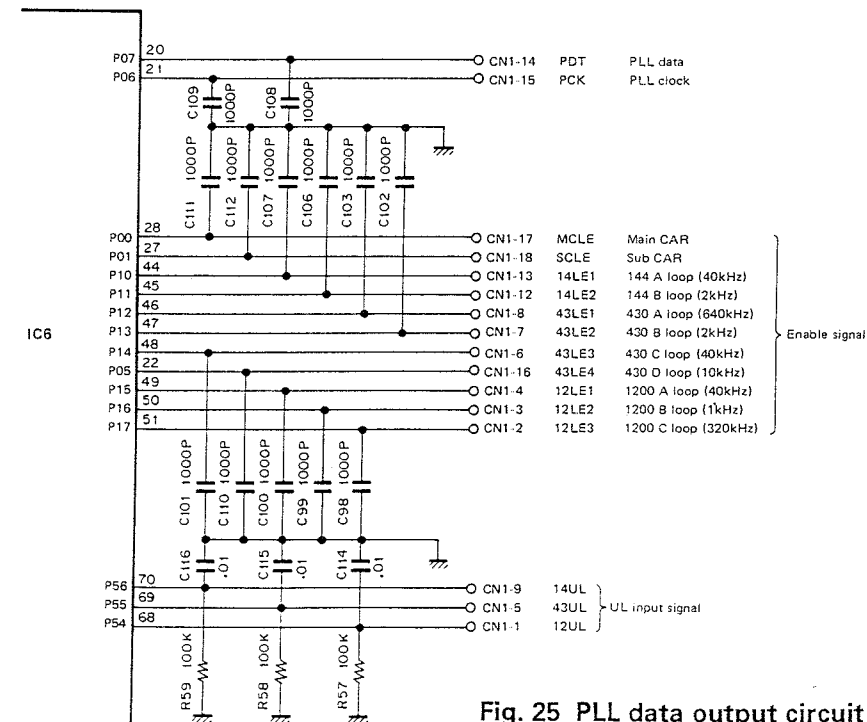 P07 20 CN1-14 PDT PLL data
P06 21 CN1-15 PCK PLL clock
C109 1000P
C108 1000P
C111 1000P
C112 1000P
C107 1000P
C106 1000P
C103 1000P
C102 1000P
P00 28 CN1-17 MCLE Main CAR
P01 27 CN1-18 SCLE Sub CAR
P10 44 CN1-13 14LE1 144 A loop (40kHz)
P11 45 CN1-12 14LE2 144 B loop (2kHz)
P12 46 CN1-8 43LE1 430 A loop (640kHz)
P13 47 CN1-7 43LE2 430 B loop (2kHz)
IC6
Enable signal
P14 48 CN1-6 43LE3 430 C loop (40kHz)
P05 22 CN1-16 43LE4 430 D loop (10kHz)
P15 49 CN1-4 12LE1 1200 A loop (40kHz)
P16 50 CN1-3 12LE2 1200 B loop (1kHz)
P17 51 CN1-2 12LE3 1200 C loop (320kHz)
C101 1000P
C110 1000P
C100 1000P
C99 1000P
C98 1000P
C116 .01
C115 .01
C114 .01
P56 70 CN1-9 14UL
P55 69 CN1-5 43UL
UL input signal
P54 68 CN1-1 12UL
R59 100K
R58 100K
R57 100K
Fig. 25 PLL data output circuit